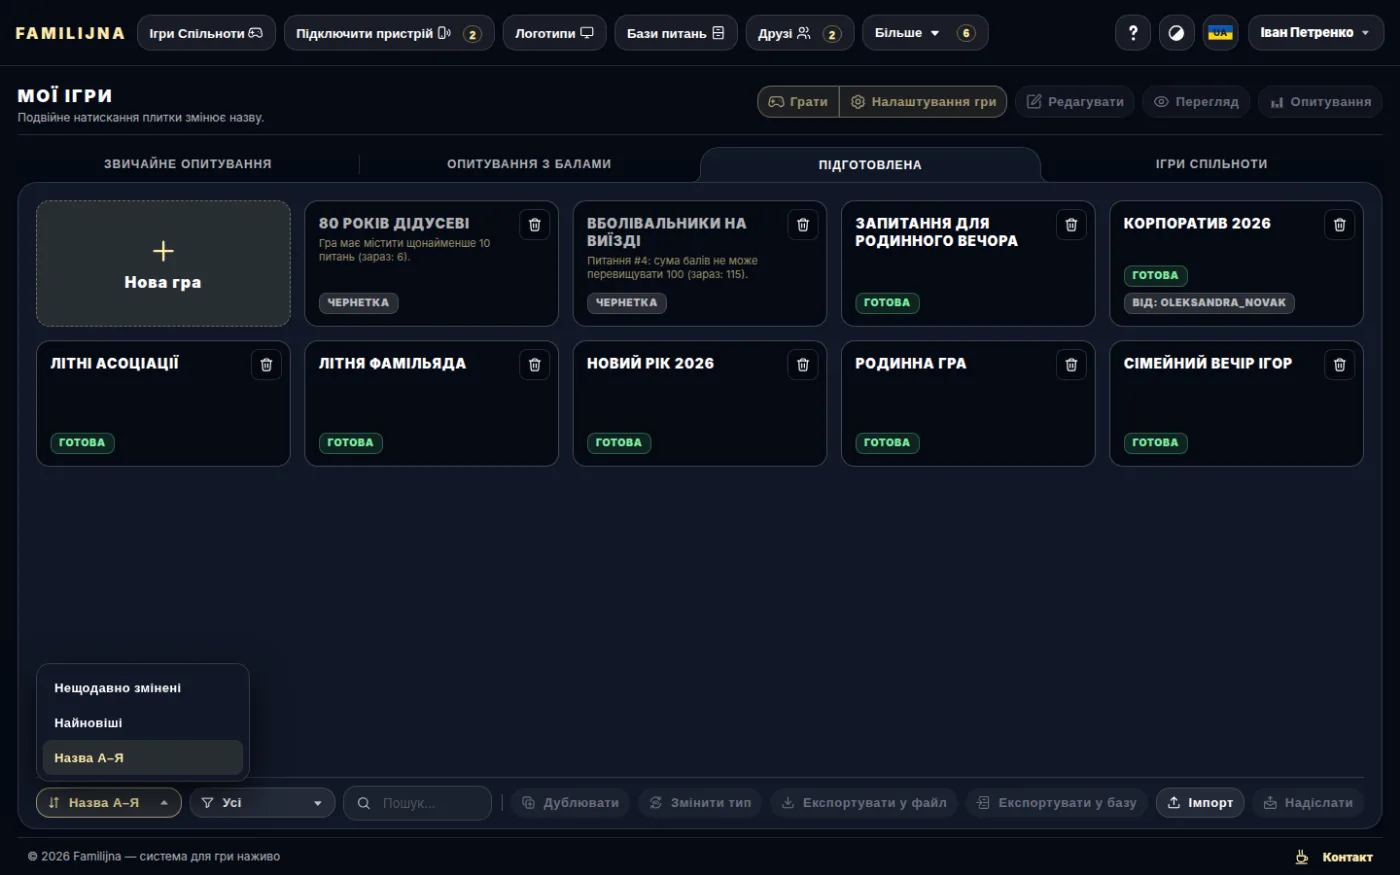 FAMILIJNA
Ігри Спільноти
Підключити пристрій 2
Логотипи
Бази питань
Друзі 2
Більше 6
?
UA
Іван Петренко
МОЇ ІГРИ
Подвійне натискання плитки змінює назву.
Грати
Налаштування гри
Редагувати
Перегляд
Опитування
ЗВИЧАЙНЕ ОПИТУВАННЯ
ОПИТУВАННЯ З БАЛАМИ
ПІДГОТОВЛЕНА
ІГРИ СПІЛЬНОТИ
Нова гра
80 РОКІВ ДІДУСЕВІ
Гра має містити щонайменше 10
питань (зараз: 6).
ЧЕРНЕТКА
ВБОЛІВАЛЬНИКИ НА
ВИЇЗДІ
Питання #4: сума балів не може
перевищувати 100 (зараз: 115).
ЧЕРНЕТКА
ЗАПИТАННЯ ДЛЯ
РОДИННОГО ВЕЧОРА
ГОТОВА
КОРПОРАТИВ 2026
ГОТОВА
ВІД: OLEKSANDRA_NOVAK
ЛІТНІ АСОЦІАЦІЇ
ГОТОВА
ЛІТНЯ ФАМІЛЬЯДА
ГОТОВА
НОВИЙ РІК 2026
ГОТОВА
РОДИННА ГРА
ГОТОВА
СІМЕЙНИЙ ВЕЧІР ІГОР
ГОТОВА
Нещодавно змінені
Найновіші
Назва А–Я
Назва А–Я
Усі
Пошук...
Дублювати
Змінити тип
Експортувати у файл
Експортувати у базу
Імпорт
Надіслати
© 2026 Familijna — система для гри наживо
Контакт